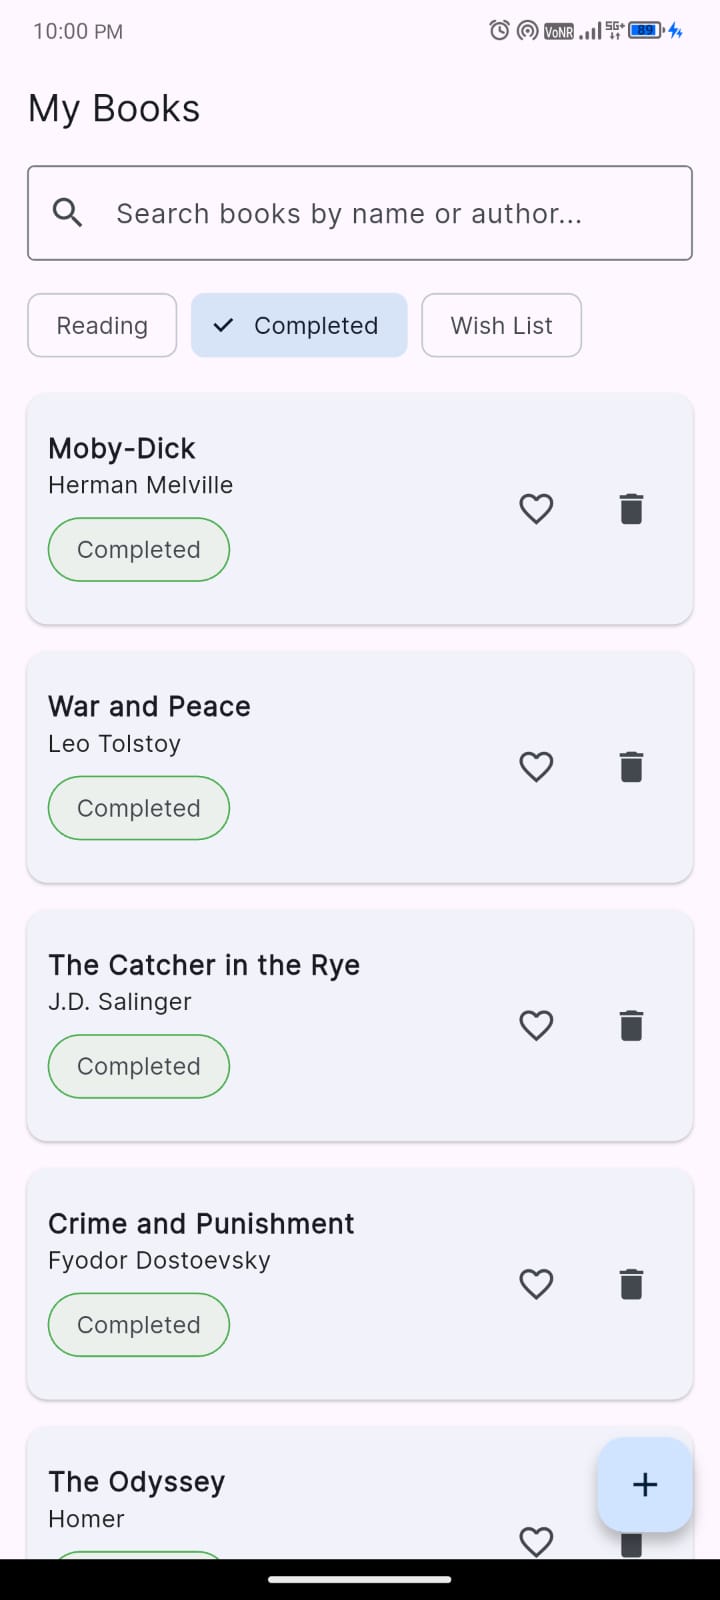 10:00 PM VoNR 5G+ 89
My Books
Search books by name or author...
Reading Completed Wish List
Moby-Dick
Herman Melville
Completed
War and Peace
Leo Tolstoy
Completed
The Catcher in the Rye
J.D. Salinger
Completed
Crime and Punishment
Fyodor Dostoevsky
Completed
The Odyssey
Homer